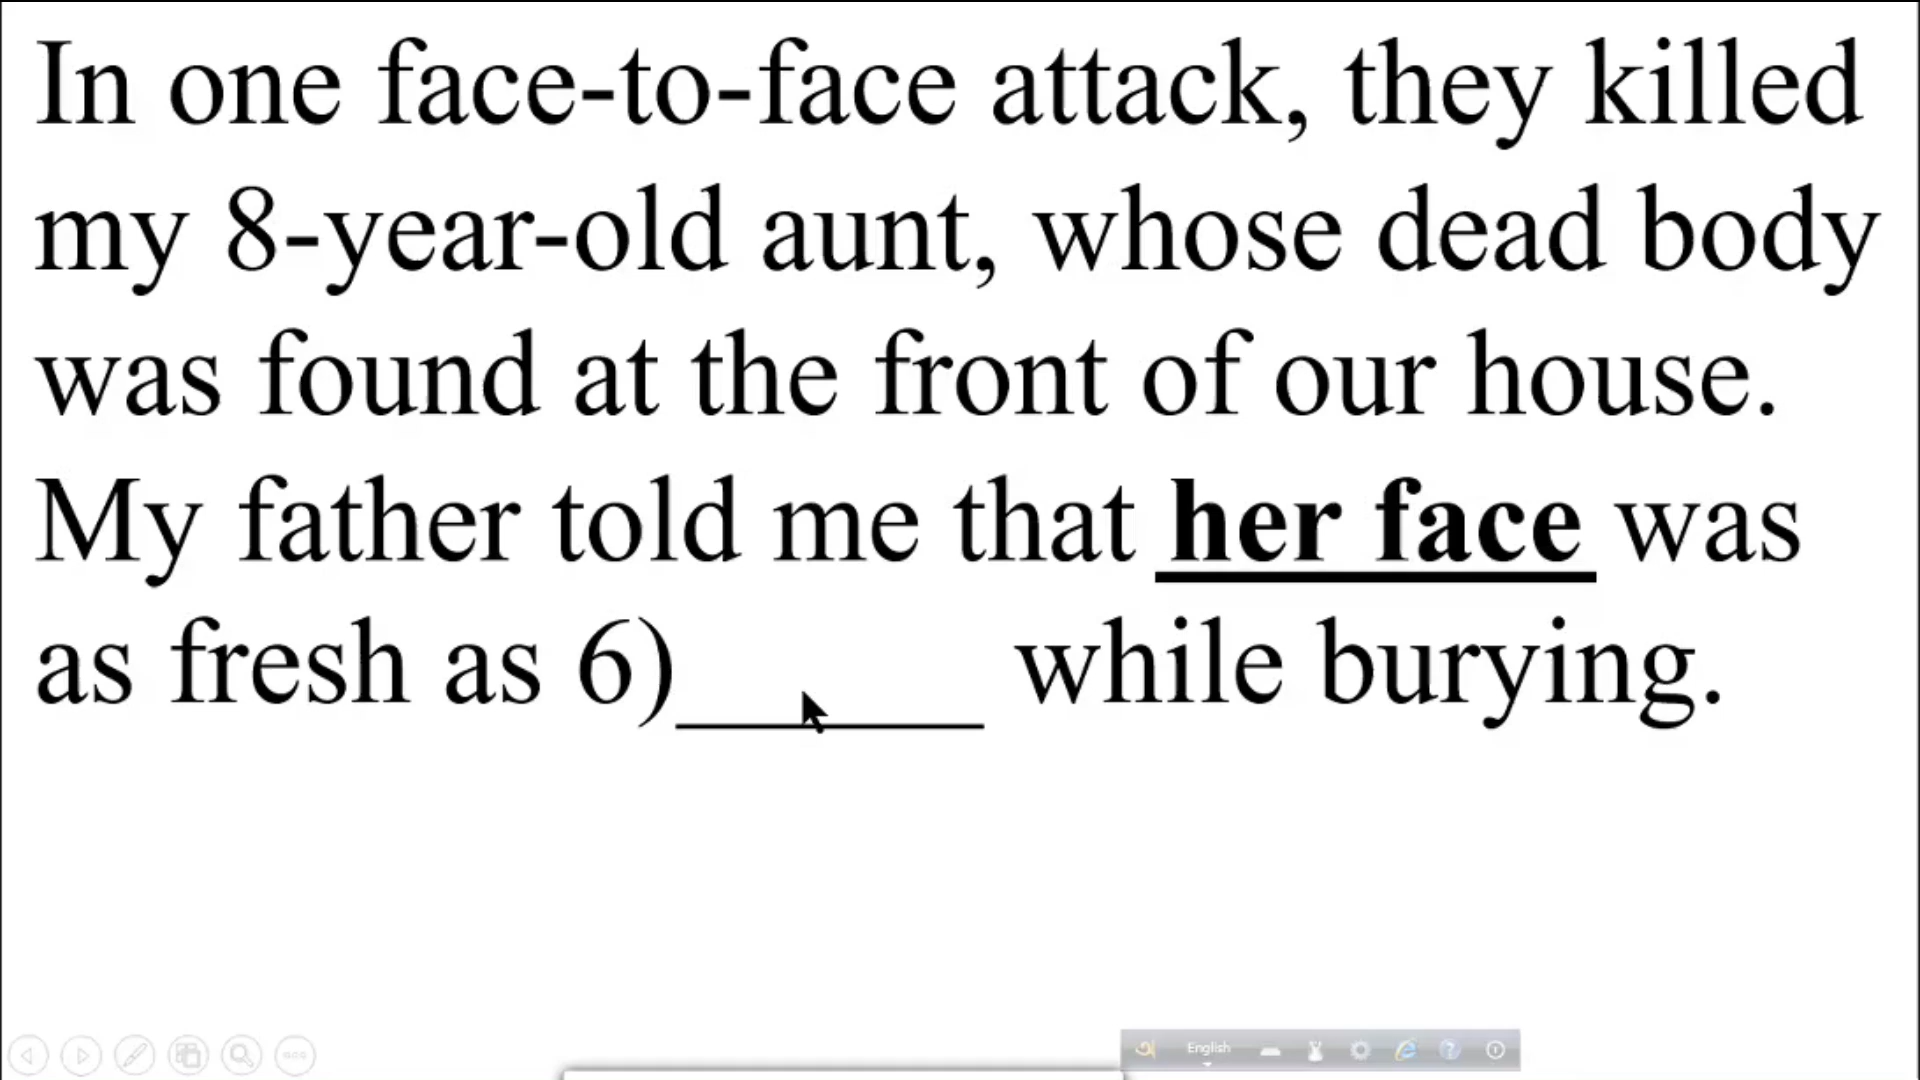 In one face-to-face attack, they killed
my 8-year-old aunt, whose dead body
was found at the front of our house.
My father told me that her face was
as fresh as 6)______ while burying.
English